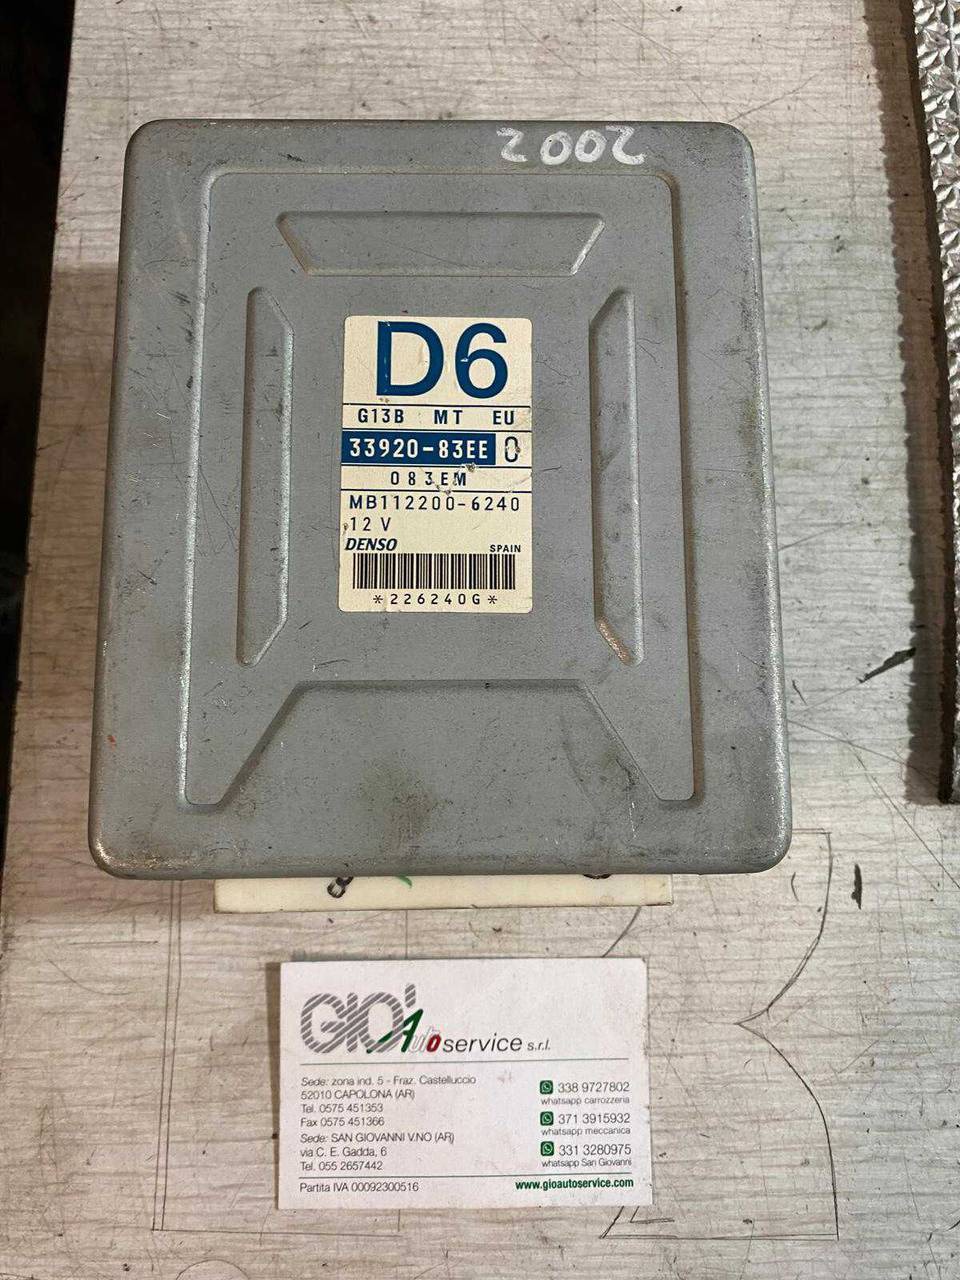 2002
D6
G13B MT EU
33920-83EE 0
083EM
MB112200-6240
12V
DENSO SPAIN
*226240G*
GIO' Autoservice s.r.l.
Sede: zona ind. 5 - Fraz. Castelluccio
52010 CAPOLONA (AR)
Tel. 0575 451353
Fax 0575 451366
Sede: SAN GIOVANNI V.NO (AR)
via C. E. Gadda, 6
Tel. 055 2657442
Partita IVA 00092300516
338 9727802
whatsapp carrozzeria
371 3915932
whatsapp meccanica
331 3280975
whatsapp San Giovanni
www.gioautoservice.com